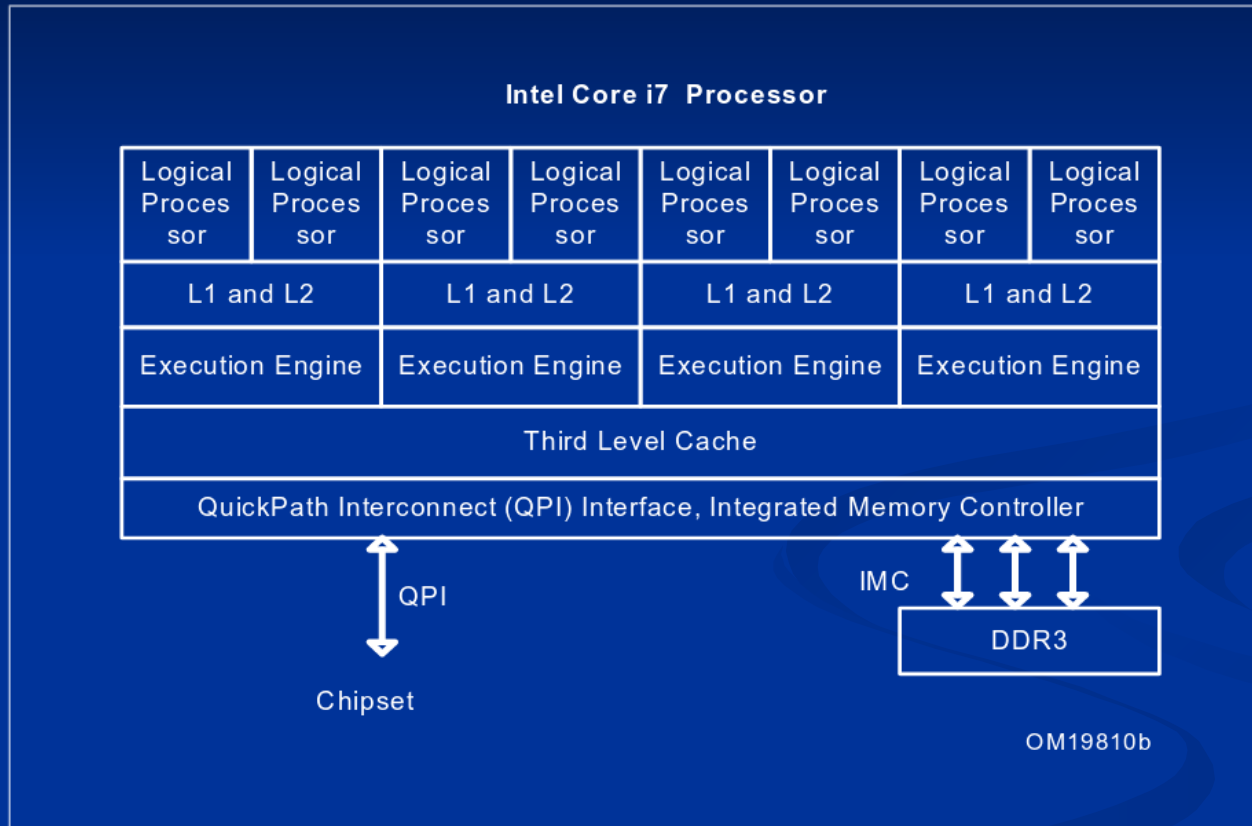 Intel Core i7 Processor
Logical Logical Logical Logical Logical Logical Logical Logical
Proces Proces Proces Proces Proces Proces Proces Proces
sor sor sor sor sor sor sor sor
L1 and L2 L1 and L2 L1 and L2 L1 and L2
Execution Engine Execution Engine Execution Engine Execution Engine
Third Level Cache
QuickPath Interconnect (QPI) Interface, Integrated Memory Controller
QPI IMC
DDR3
Chipset
OM19810b